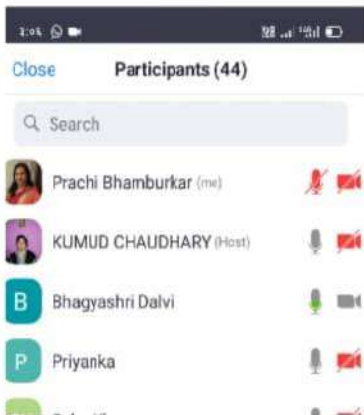 Close Participants (44)
Search
Prachi Bhamburkar (me)
KUMUD CHAUDHARY (Host)
B Bhagyashri Dalvi
P Priyanka